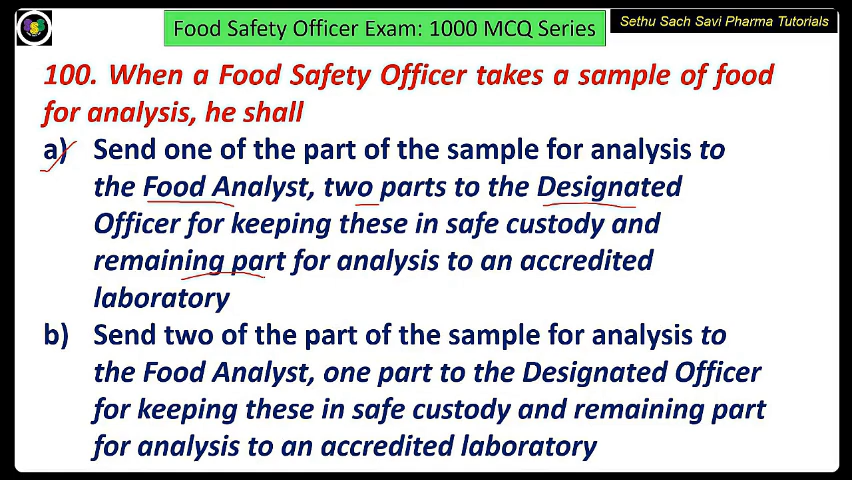 Food Safety Officer Exam: 1000 MCQ Series
Sethu Sach Savi Pharma Tutorials
100. When a Food Safety Officer takes a sample of food
for analysis, he shall
a) Send one of the part of the sample for analysis to
the Food Analyst, two parts to the Designated
Officer for keeping these in safe custody and
remaining part for analysis to an accredited
laboratory
b) Send two of the part of the sample for analysis to
the Food Analyst, one part to the Designated Officer
for keeping these in safe custody and remaining part
for analysis to an accredited laboratory